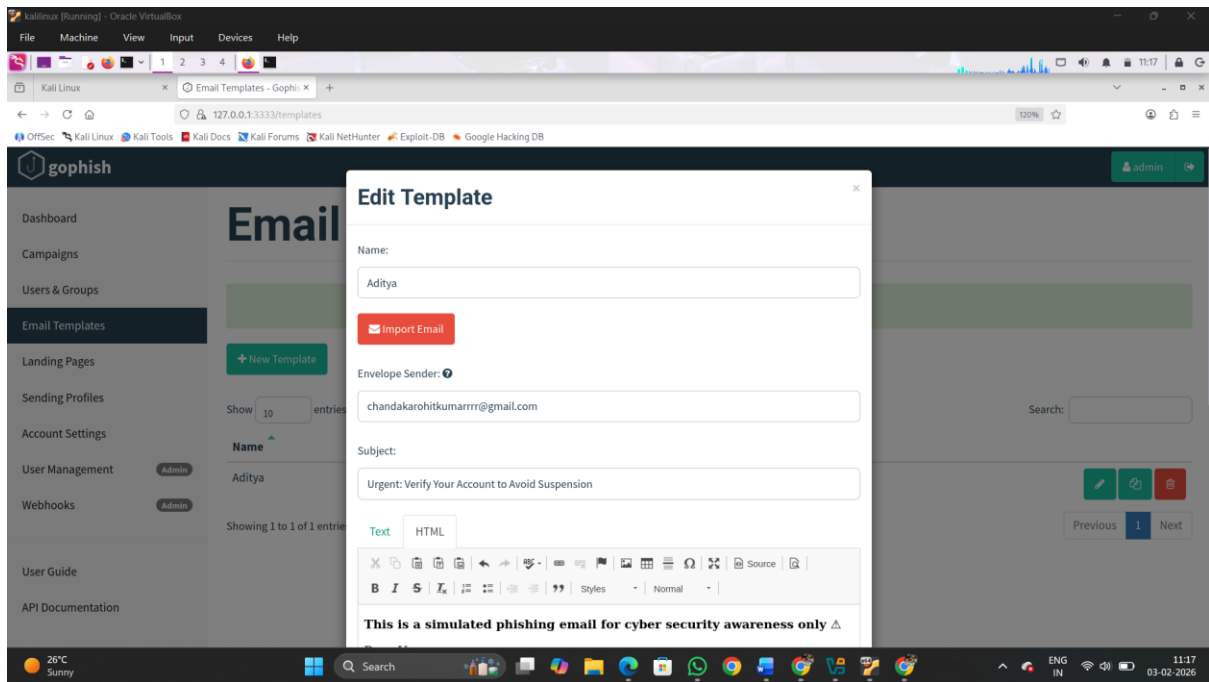 kalilinux [Running] - Oracle VirtualBox
File Machine View Input Devices Help
1 2 3 4 11:17
Kali Linux Email Templates - Gophis
127.0.0.1:3333/templates 120%
OffSec Kali Linux Kali Tools Kali Docs Kali Forums Kali NetHunter Exploit-DB Google Hacking DB
gophish admin
Dashboard
Campaigns
Users & Groups
Email Templates
Landing Pages
Sending Profiles
Account Settings
User Management Admin
Webhooks Admin
User Guide
API Documentation
Email
+ New Template
Show 10 entries
Search:
Name
Aditya
Showing 1 to 1 of 1 entrie
Previous 1 Next
Edit Template ×
Name:
Aditya
Import Email
Envelope Sender:
chandakarohitkumarrrr@gmail.com
Subject:
Urgent: Verify Your Account to Avoid Suspension
Text HTML
Source
B I S Styles Normal
This is a simulated phishing email for cyber security awareness only ⚠
26°C
Sunny
Search
ENG
IN
11:17
03-02-2026